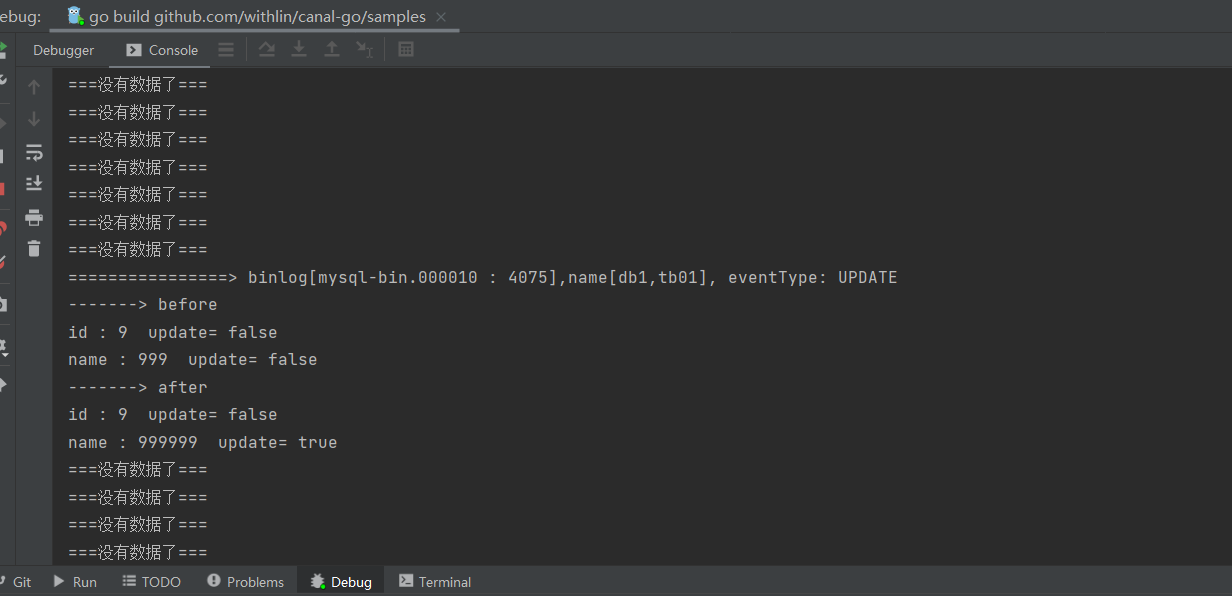 ebug: go build github.com/withlin/canal-go/samples
Debugger Console
===没有数据了===
===没有数据了===
===没有数据了===
===没有数据了===
===没有数据了===
===没有数据了===
===没有数据了===
================> binlog[mysql-bin.000010 : 4075],name[db1,tb01], eventType: UPDATE
-------> before
id : 9  update= false
name : 999  update= false
-------> after
id : 9  update= false
name : 999999  update= true
===没有数据了===
===没有数据了===
===没有数据了===
===没有数据了===
Git Run TODO Problems Debug Terminal